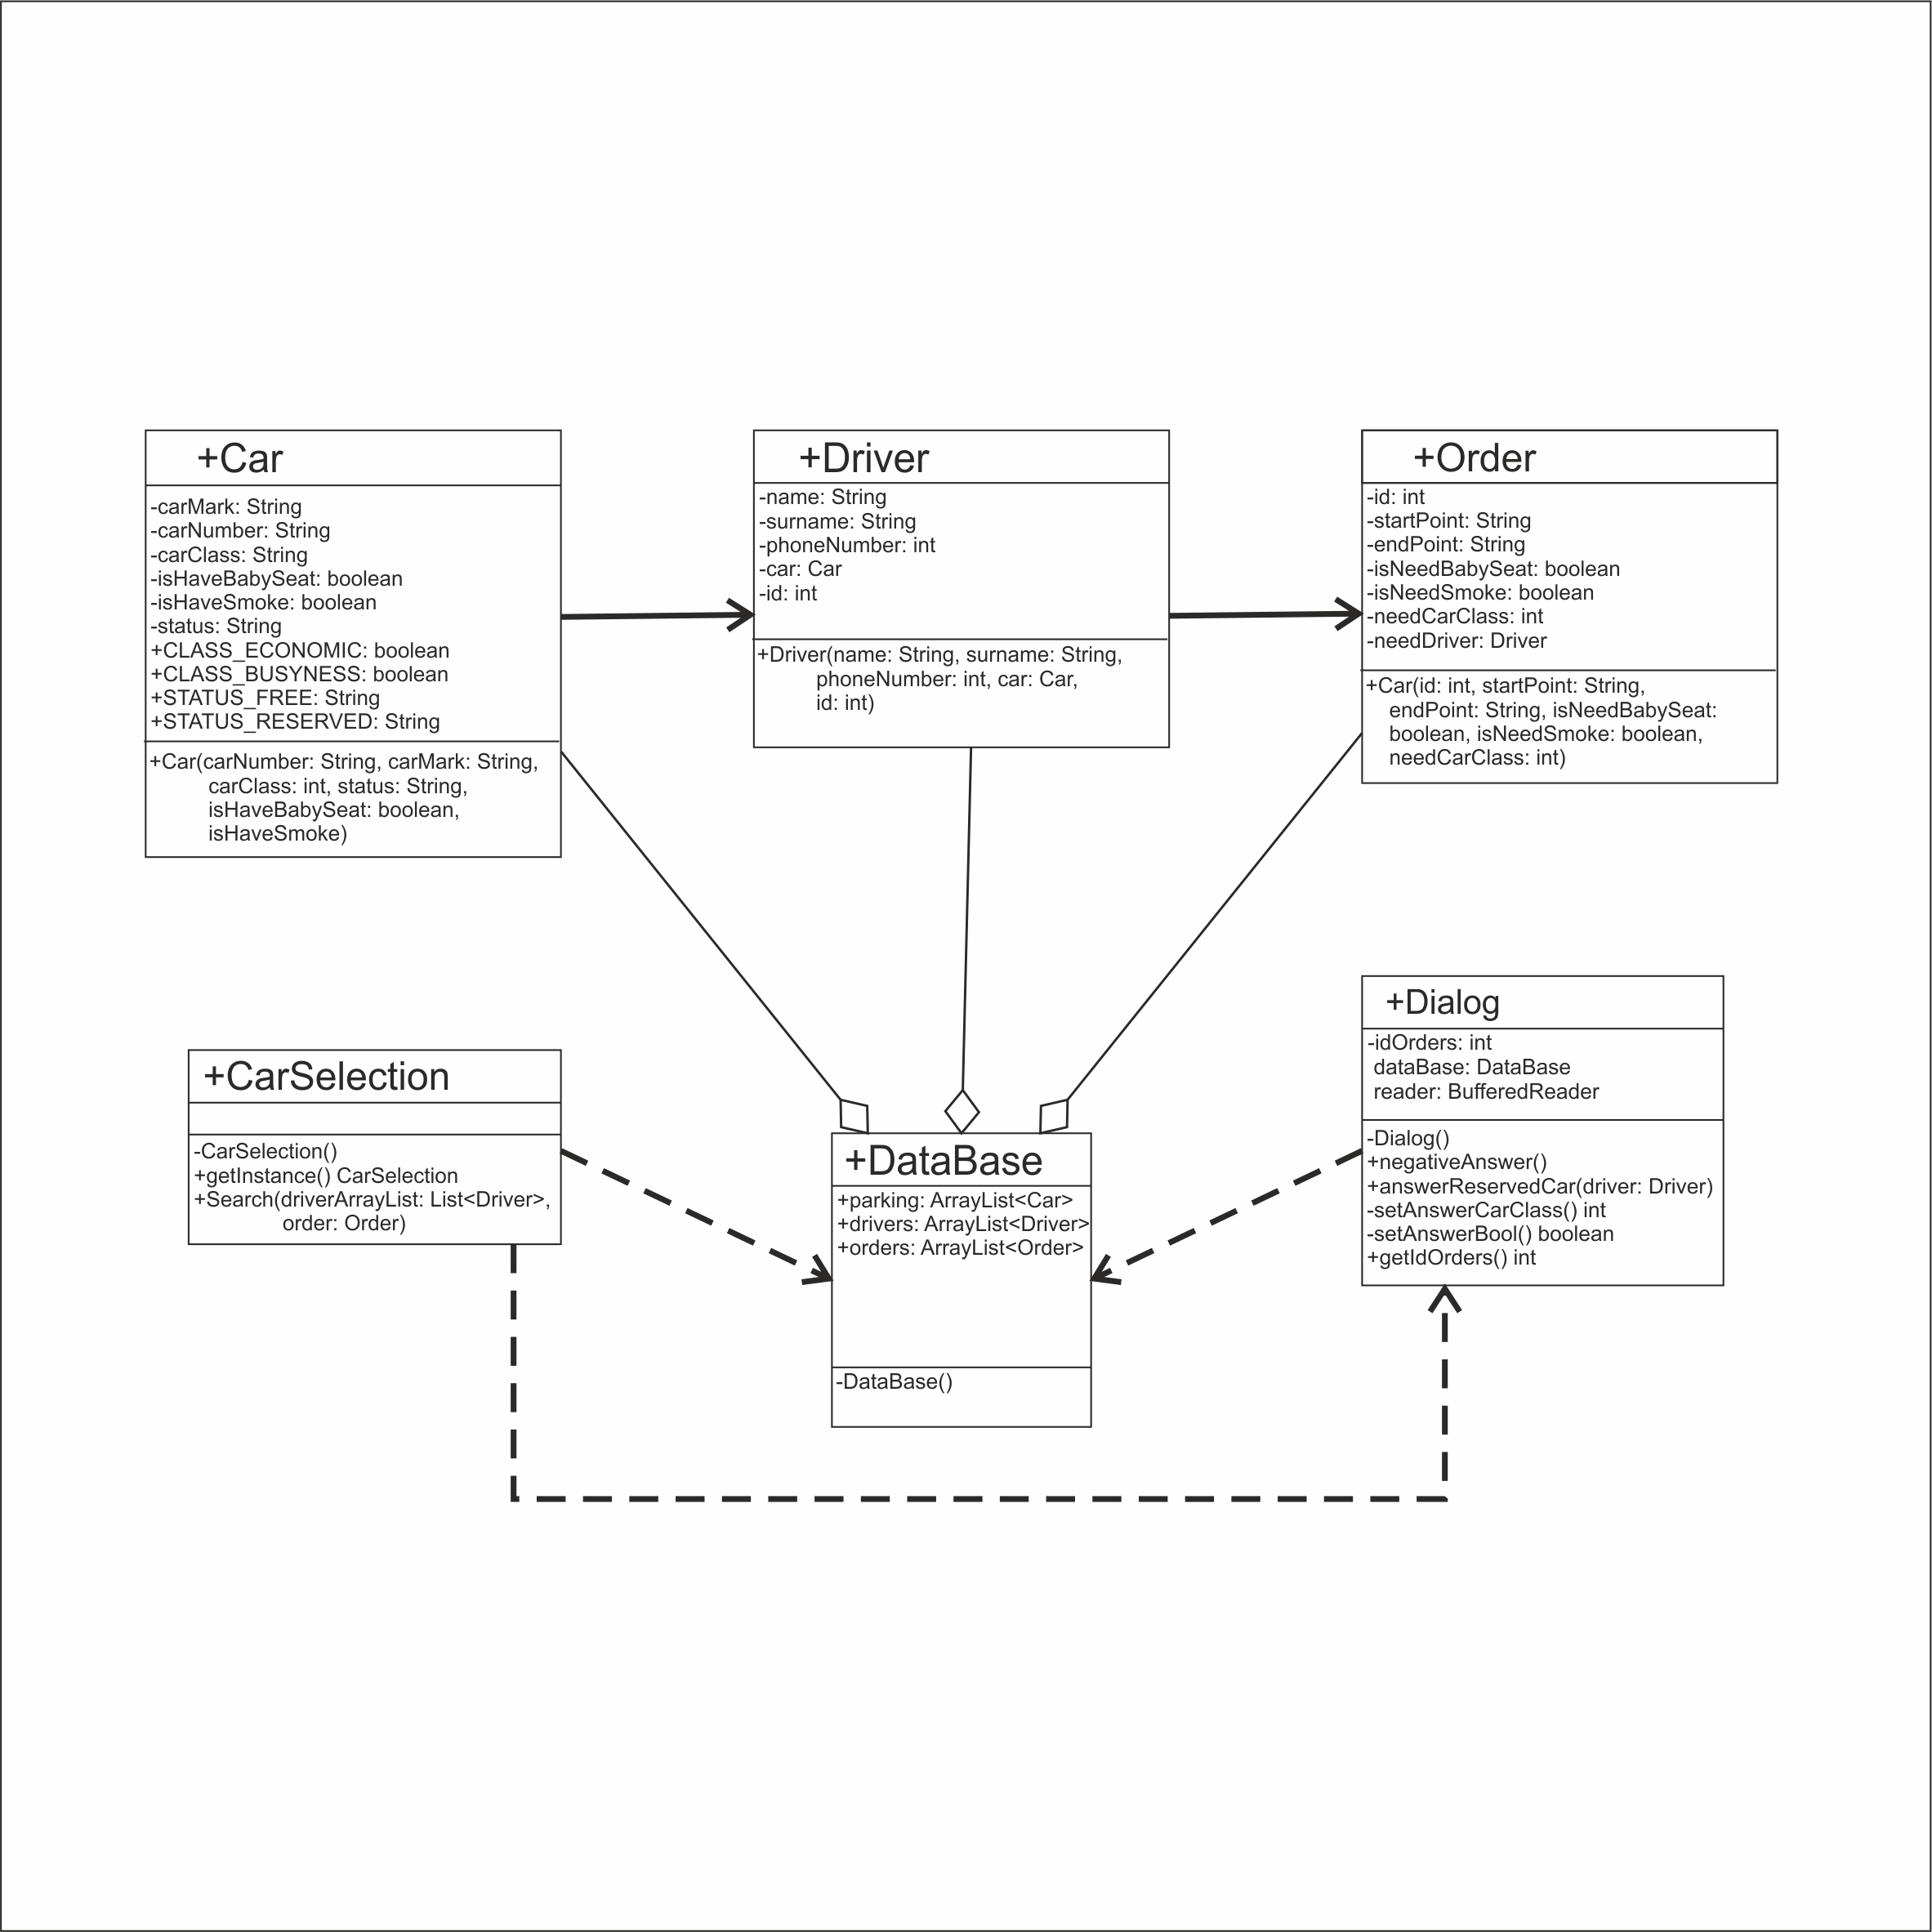 +Car
-carMark: String
-carNumber: String
-carClass: String
-isHaveBabySeat: boolean
-isHaveSmoke: boolean
-status: String
+CLASS_ECONOMIC: boolean
+CLASS_BUSYNESS: boolean
+STATUS_FREE: String
+STATUS_RESERVED: String
+Car(carNumber: String, carMark: String,
carClass: int, status: String,
isHaveBabySeat: boolean,
isHaveSmoke)
+Driver
-name: String
-surname: String
-phoneNumber: int
-car: Car
-id: int
+Driver(name: String, surname: String,
phoneNumber: int, car: Car,
id: int)
+Order
-id: int
-startPoint: String
-endPoint: String
-isNeedBabySeat: boolean
-isNeedSmoke: boolean
-needCarClass: int
-needDriver: Driver
+Car(id: int, startPoint: String,
endPoint: String, isNeedBabySeat:
boolean, isNeedSmoke: boolean,
needCarClass: int)
+CarSelection
-CarSelection()
+getInstance() CarSelection
+Search(driverArrayList: List<Driver>,
order: Order)
+DataBase
+parking: ArrayList<Car>
+drivers: ArrayList<Driver>
+orders: ArrayList<Order>
-DataBase()
+Dialog
-idOrders: int
dataBase: DataBase
reader: BufferedReader
-Dialog()
+negativeAnswer()
+answerReservedCar(driver: Driver)
-setAnswerCarClass() int
-setAnswerBool() boolean
+getIdOrders() int